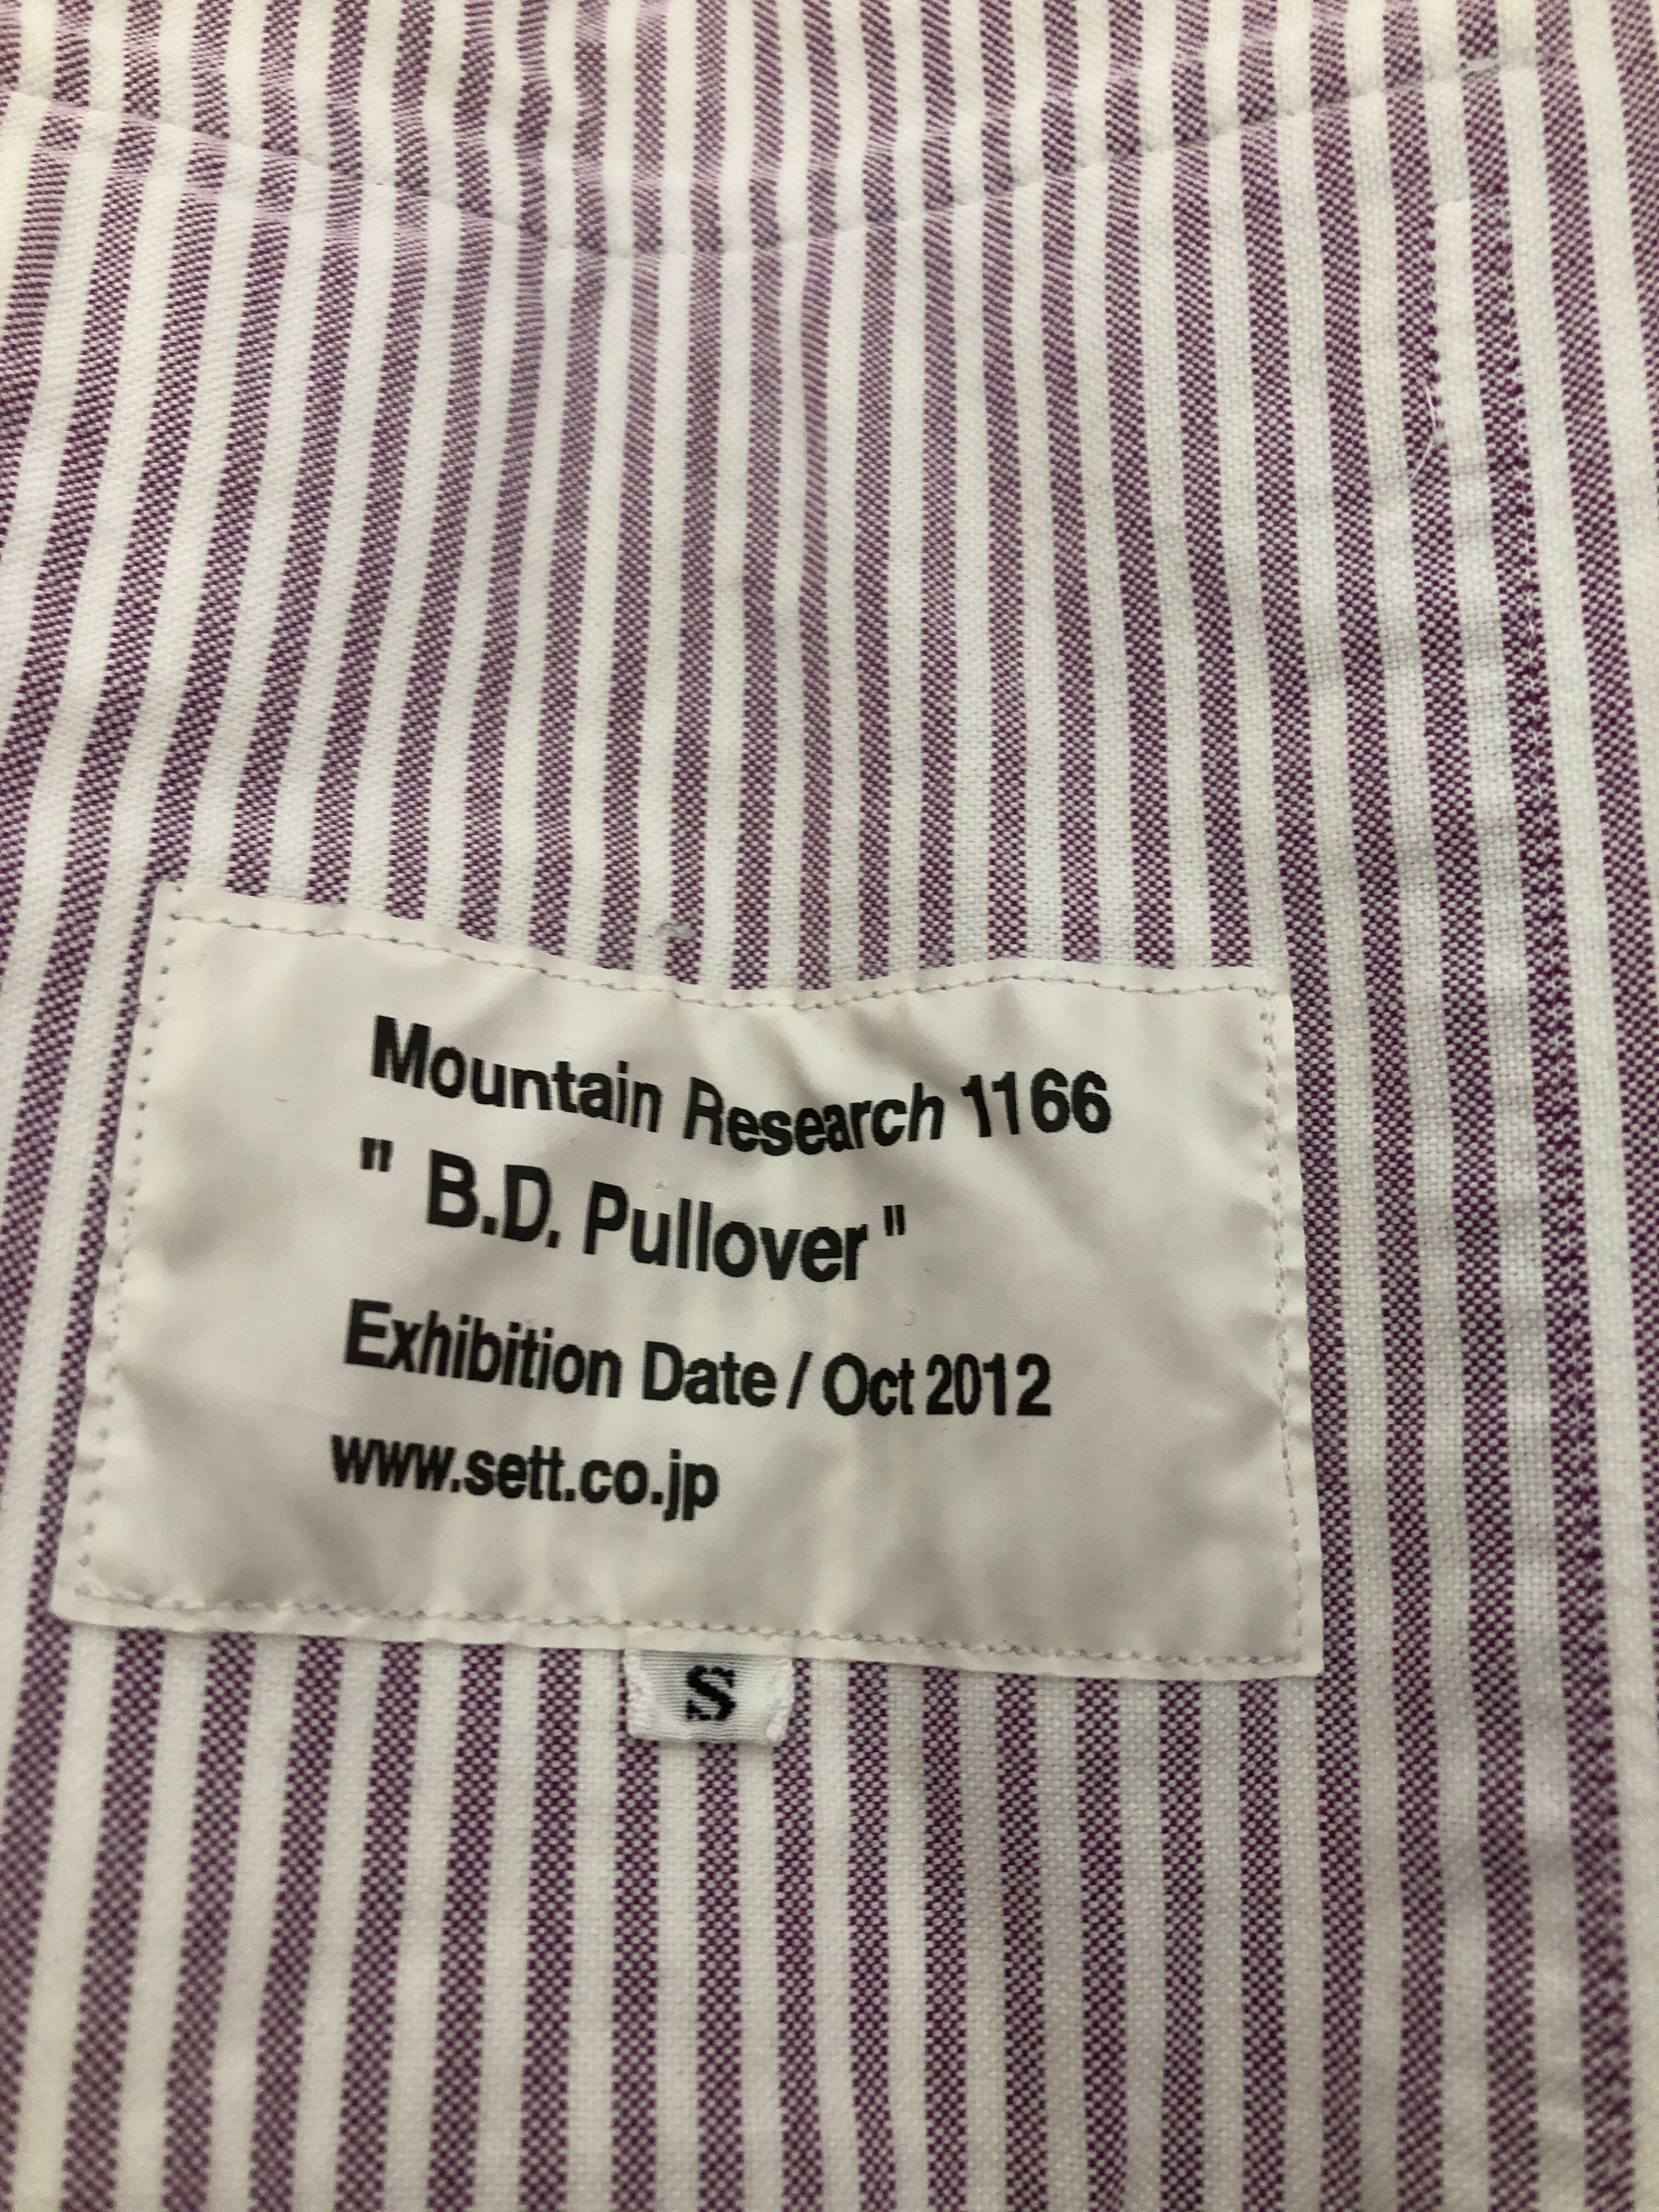 Mountain Research 1166
" B.D. Pullover "
Exhibition Date / Oct 2012
www.sett.co.jp
S